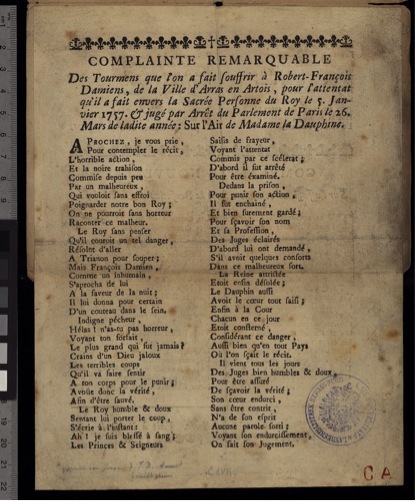 COMPLAINTE REMARQUABLE
Des Tourmens que l'on a fait souffrir à Robert-François
Damiens, de la Ville d'Arras en Artois, pour l'attentat
qu'il a fait envers la Sacrée Personne du Roy le 5. Jan-
vier 1757. & jugé par Arrêt du Parlement de Paris le 26.
Mars de ladite année; Sur l'Air de Madame la Dauphine.
APROCHEZ, je vous prie,
Pour contempler le récit,
L'horrible action,
Et la noire trahison
Commise depuis peu
Par un malheureux,
Qui vouloit sans effroi
Poignarder notre bon Roy;
On ne pourroit sans horreur
Raconter ce malheur.
Le Roy sans penser
Qu'il couroit un tel danger,
Résolut d'aller
A Trianon pour souper;
Mais François Damien,
Comme un inhumain,
S'aprocha de lui
A la faveur de la nuit;
Il lui donna pour certain
D'un couteau dans le sein,
Indigne pécheur,
Hélas! n'as-tu pas horreur,
Voyant ton forfait,
Le plus grand qui fut jamais?
Crains d'un Dieu jaloux
Les terribles coups
Qu'il va faire sentir
A ton corps pour le punir;
Avoüe donc la vérité,
Afin d'être sauvé.
Le Roy humble & doux
Sentant lui porter le coup,
S'écrie à l'instant:
Ah! je suis blessé à sang;
Les Princes & Seigneurs
Saisis de frayeur,
Voyant l'attentat
Commis par ce scélerat;
D'abord il fut arrêté
Pour être éxaminé.
Dedans la prison,
Pour punir son action,
Il fut enchaîné,
Et bien surement gardé;
Pour sçavoir son nom
Et sa Profession,
Des Juges éclairés
D'abord lui ont demandé,
S'il avoit quelques consorts
Dans ce malheureux sort.
La Reine attristée
Etoit enfin désolée;
Le Dauphin aussi
Avoit le cœur tout saisi;
Enfin à la Cour
Chacun en ce jour
Etoit consterné,
Considérant ce danger,
Aussi bien qu'en tout Pays
Où l'on sçait le récit.
Il vient tous les jours
Des Juges bien humbles & doux,
Pour être assuré
De sçavoir la vérité;
Son cœur endurci,
Sans être contrit,
N'a de son esprit
Aucune parole sorti;
Voyant son endurcissement,
On fait son Jugement.
CA